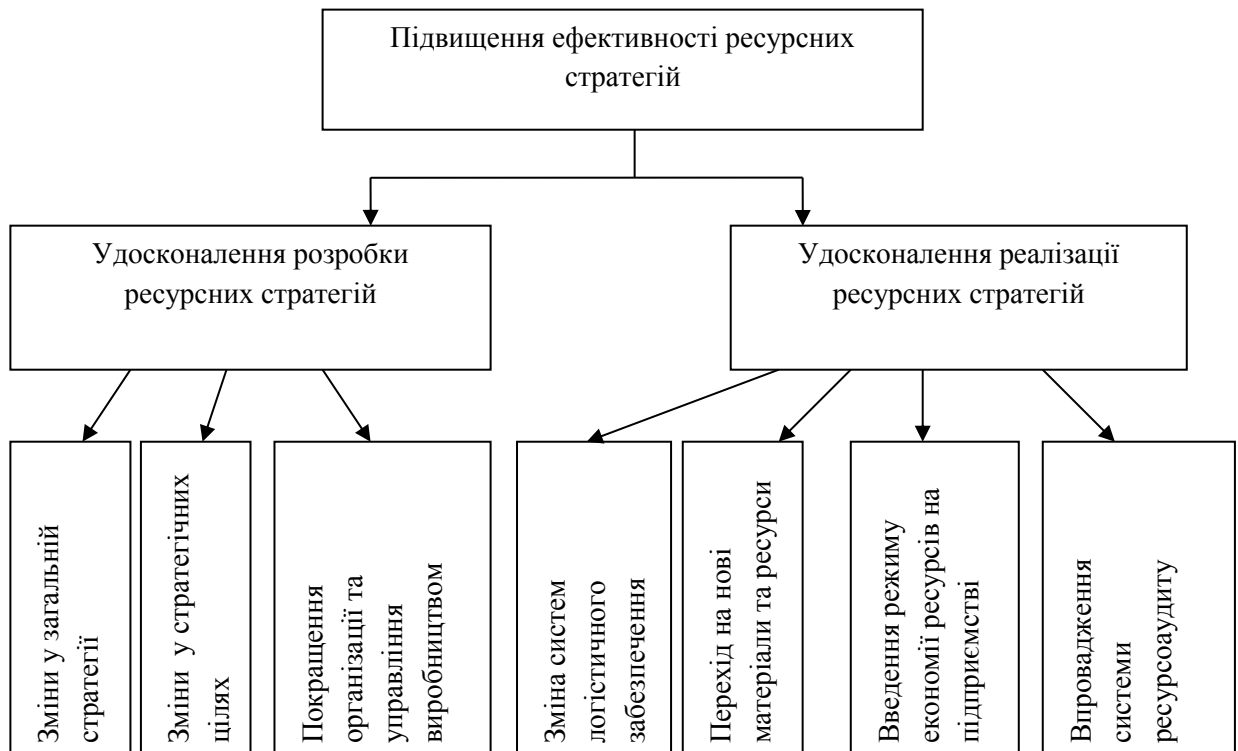 Підвищення ефективності ресурсних
стратегій
Удосконалення розробки
ресурсних стратегій
Удосконалення реалізації
ресурсних стратегій
Зміни у загальній
стратегії
Зміни у стратегічних
цілях
Покращення
організації та
управління
виробництвом
Зміна систем
логістичного
забезпечення
Перехід на нові
матеріали та ресурси
Введення режиму
економії ресурсів на
підприємстві
Впровадження
системи
ресурсоаудиту